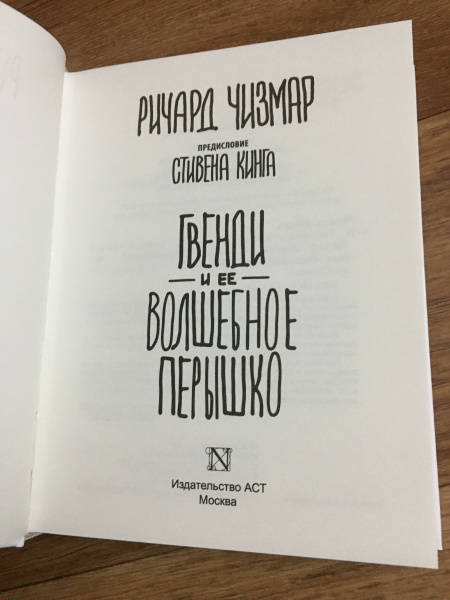 РИЧАРД ЧИЗМАР
ПРЕДИСЛОВИЕ
СТИВЕНА КИНГА
ГВЕНДИ
И ЕЕ
ВОЛШЕБНОЕ
ПЕРЫШКО
N
Издательство АСТ
Москва